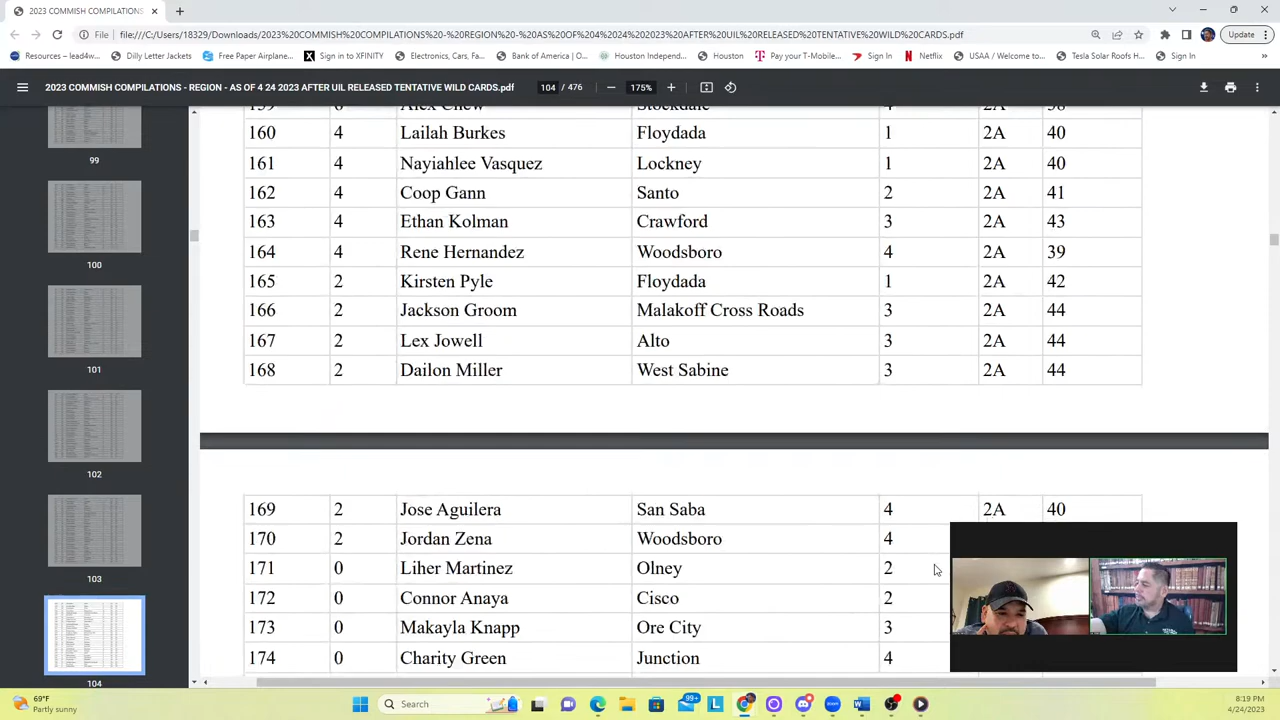 2023 COMMISH COMPILATIONS
File
file:///C:/Users/18329/Downloads/2023%20COMMISH%20COMPILATIONS%20-%20REGION%20-%20AS%20OF%204%2024%202023%20AFTER%20UIL%20RELEASED%20TENTATIVE%20WILD%20CARDS.pdf
Update
Resources – lead4w...
Dilly Letter Jackets
Free Paper Airplane...
Sign in to XFINITY
Electronics, Cars, Fa...
Bank of America | O...
Houston Independ...
Houston
Pay your T-Mobile...
Sign In
Netflix
USAA / Welcome to...
Tesla Solar Roofs Ho...
Sign In
»
2023 COMMISH COMPILATIONS - REGION - AS OF 4 24 2023 AFTER UIL RELEASED TENTATIVE WILD CARDS.pdf
104 / 476
175%
99
100
101
102
103
104
160 4 Lailah Burkes Floydada 1 2A 40
161 4 Nayiahlee Vasquez Lockney 1 2A 40
162 4 Coop Gann Santo 2 2A 41
163 4 Ethan Kolman Crawford 3 2A 43
164 4 Rene Hernandez Woodsboro 4 2A 39
165 2 Kirsten Pyle Floydada 1 2A 42
166 2 Jackson Groom Malakoff Cross Roads 3 2A 44
167 2 Lex Jowell Alto 3 2A 44
168 2 Dailon Miller West Sabine 3 2A 44
169 2 Jose Aguilera San Saba 4 2A 40
170 2 Jordan Zena Woodsboro 4
171 0 Liher Martinez Olney 2
172 0 Connor Anaya Cisco 2
173 0 Makayla Knapp Ore City 3
174 0 Charity Green Junction 4
69°F
Partly sunny
Search
99+
8:19 PM
4/24/2023